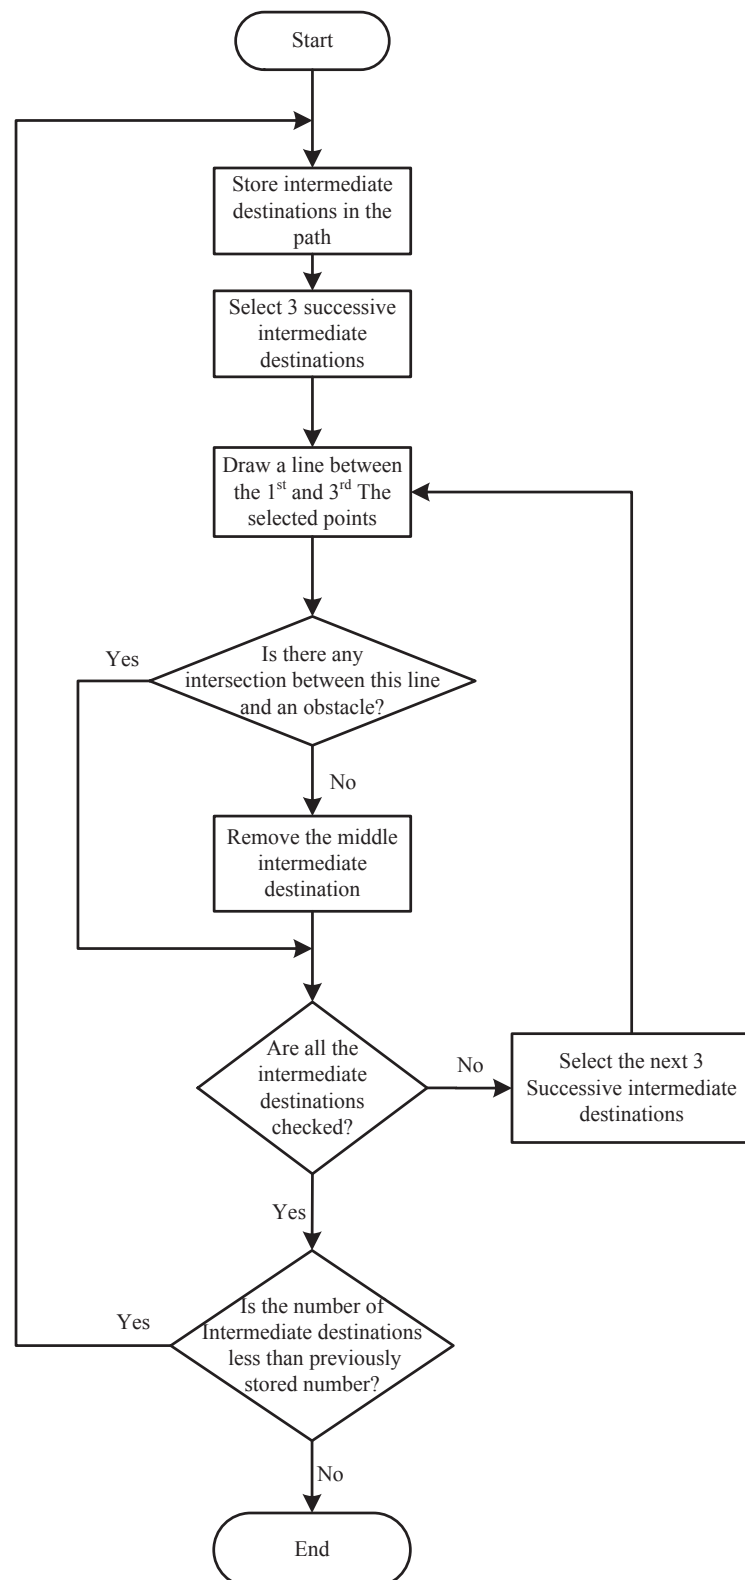 Start
Store intermediate
destinations in the
path
Select 3 successive
intermediate
destinations
Draw a line between
the 1st and 3rd The
selected points
Yes
Is there any
intersection between this line
and an obstacle?
No
Remove the middle
intermediate
destination
Are all the
intermediate
destinations
checked?
No
Select the next 3
Successive intermediate
destinations
Yes
Is the number of
Intermediate destinations
less than previously
stored number?
Yes
No
End